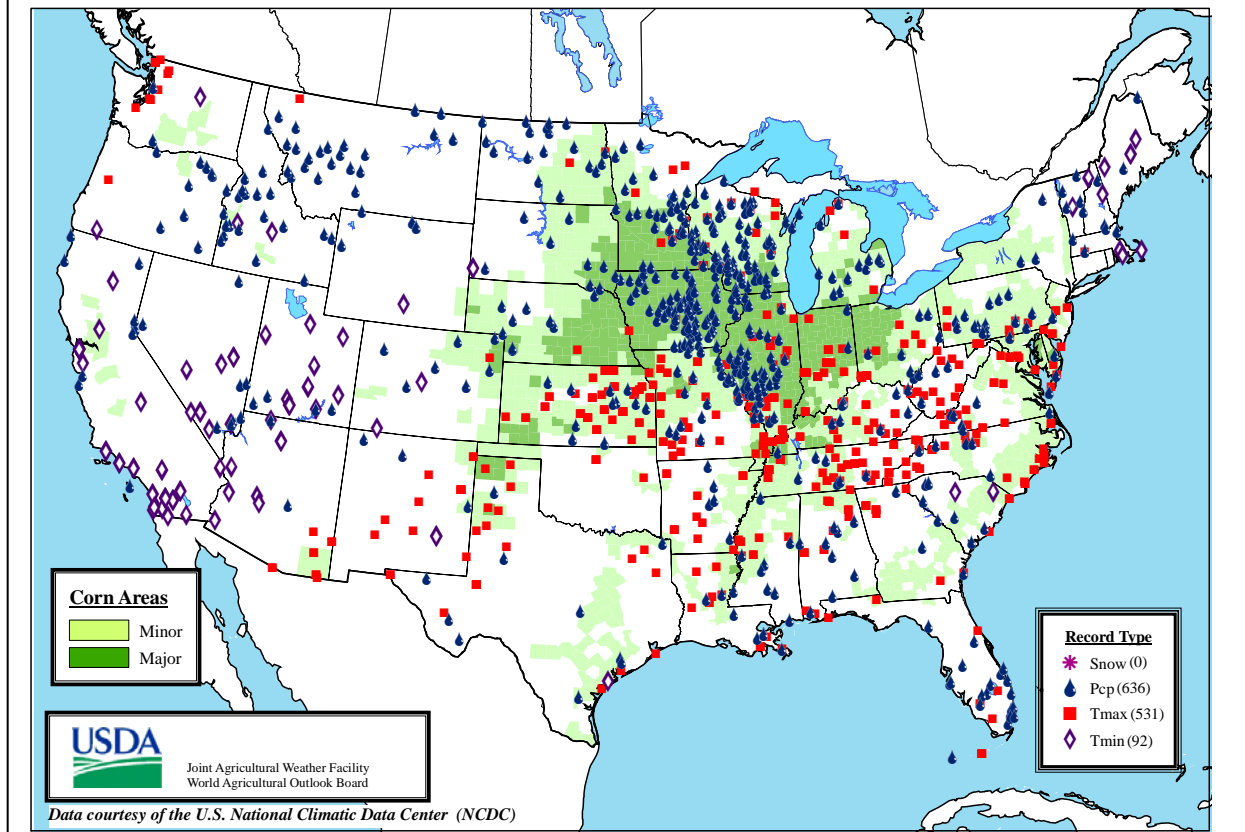 Corn Areas
Minor
Major
Record Type
Snow (0)
Pcp (636)
Tmax (531)
Tmin (92)
USDA
Joint Agricultural Weather Facility
World Agricultural Outlook Board
Data courtesy of the U.S. National Climatic Data Center (NCDC)